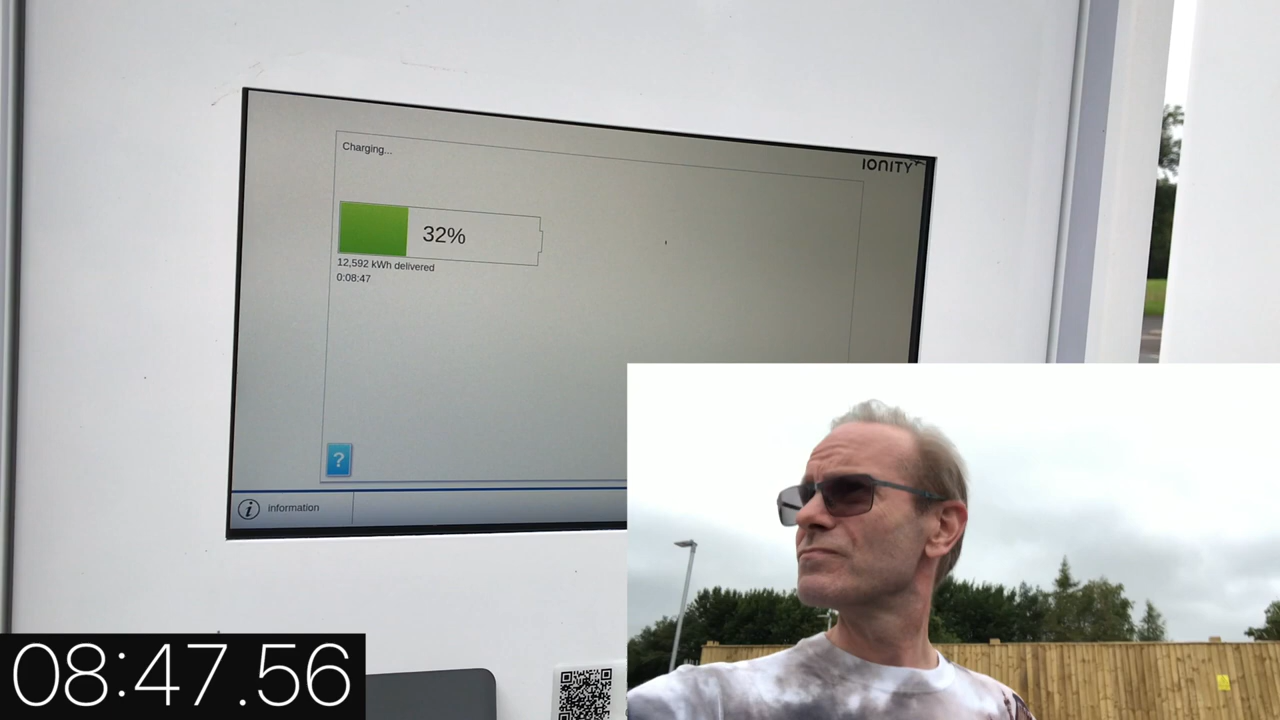 Charging...
IONITY
32%
12,592 kWh delivered
0:08:47
?
i
information
08:47.56